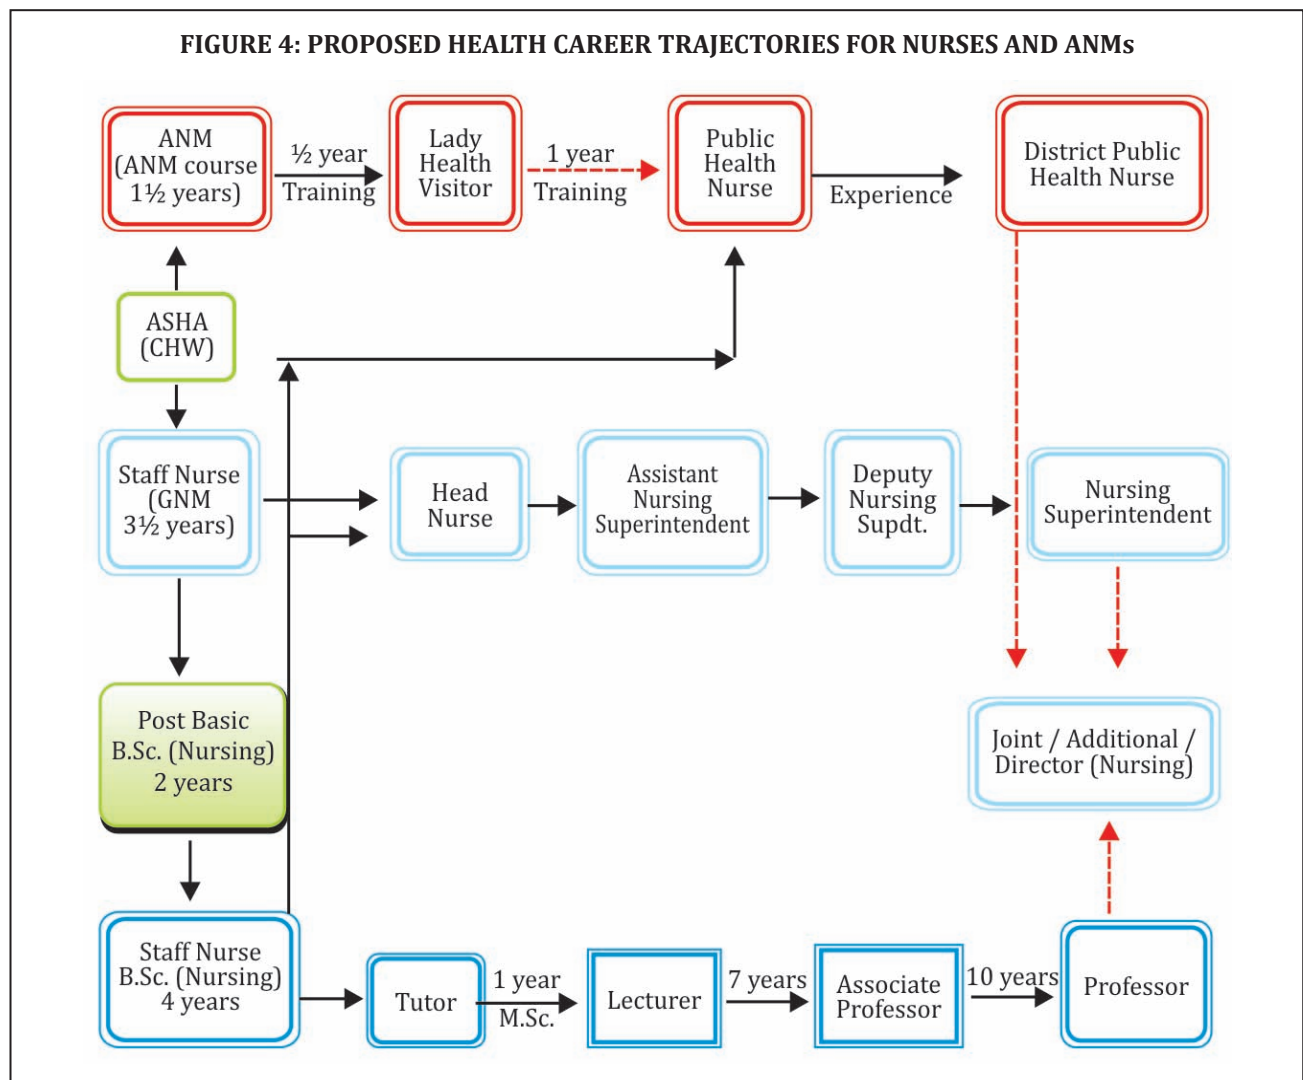 FIGURE 4: PROPOSED HEALTH CAREER TRAJECTORIES FOR NURSES AND ANMs
ANM
(ANM course
1½ years)
½ year
Training
Lady
Health
Visitor
1 year
Training
Public
Health
Nurse
Experience
District Public
Health Nurse
ASHA
(CHW)
Staff Nurse
(GNM
3½ years)
Head
Nurse
Assistant
Nursing
Superintendent
Deputy
Nursing
Supdt.
Nursing
Superintendent
Post Basic
B.Sc. (Nursing)
2 years
Joint / Additional /
Director (Nursing)
Staff Nurse
B.Sc. (Nursing)
4 years
Tutor
1 year
M.Sc.
Lecturer
7 years
Associate
Professor
10 years
Professor